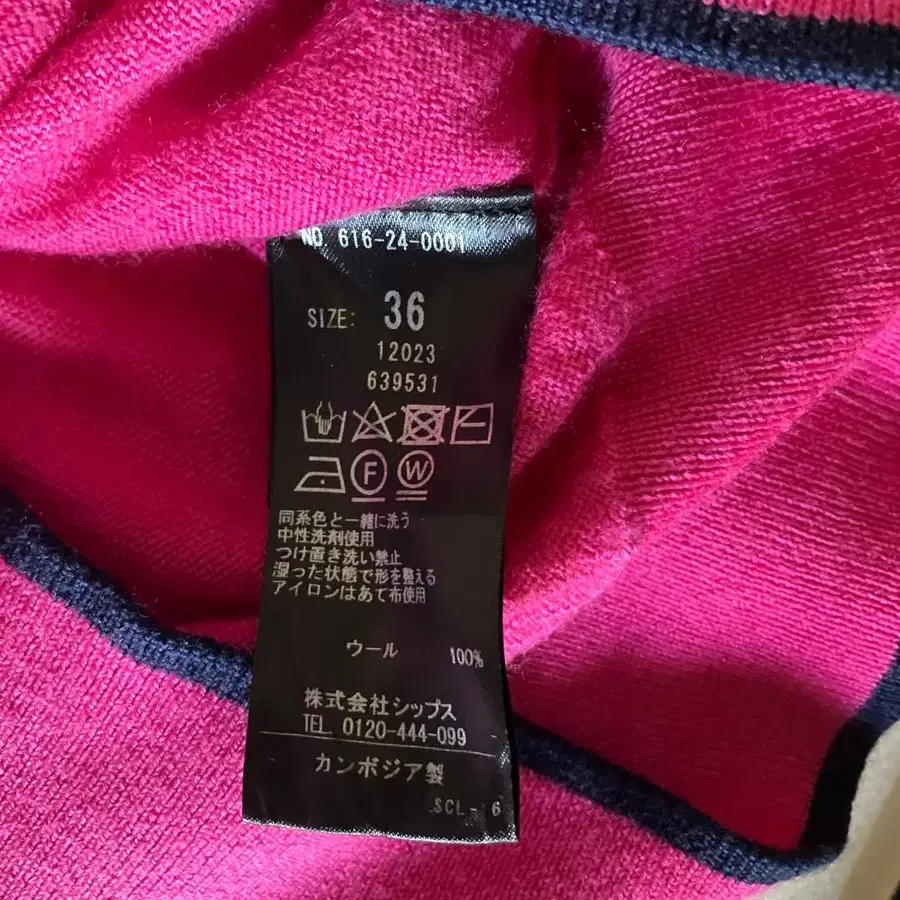 NO. 616-24-0001
SIZE: 36
12023
639531
F W
同系色と一緒に洗う
中性洗剤使用
つけ置き洗い禁止
湿った状態で形を整える
アイロンはあて布使用
ウール 100%
株式会社シップス
TEL. 0120-444-099
カンボジア製
SCL-16